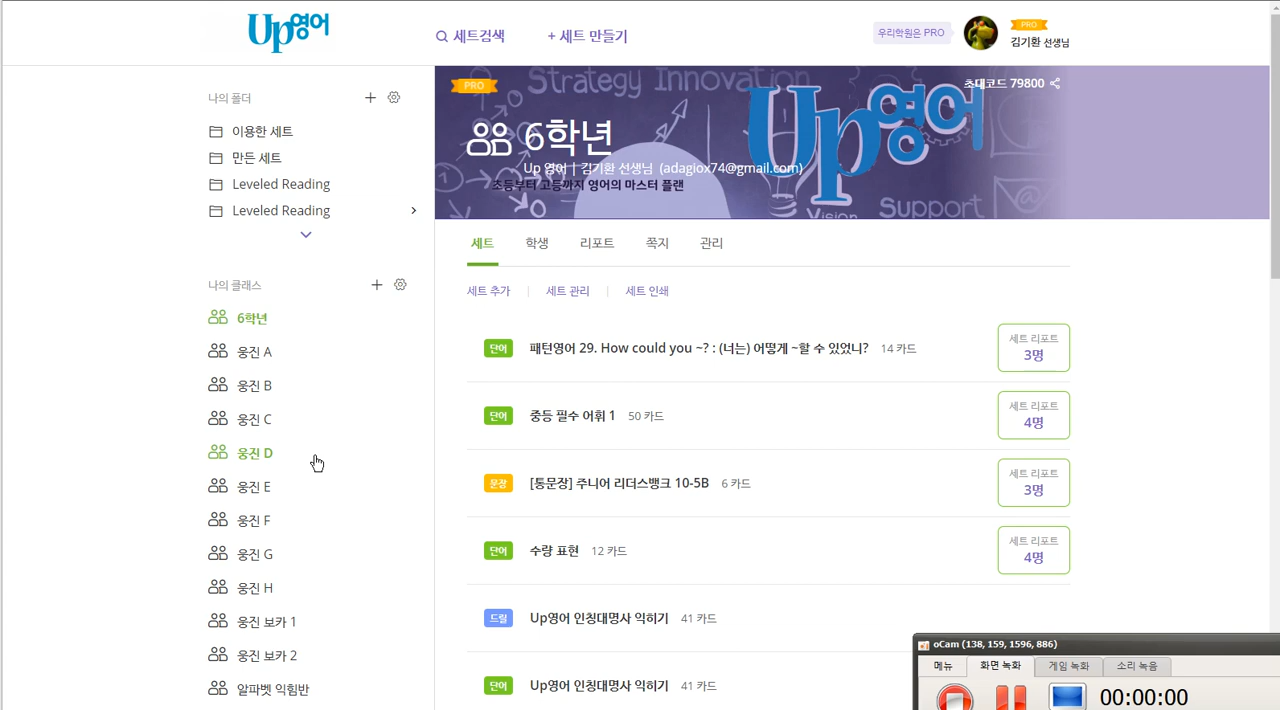 Up영어
세트검색
+ 세트 만들기
우리학원은 PRO
PRO
김기환 선생님
나의 폴더
이용한 세트
만든 세트
Leveled Reading
Leveled Reading
나의 클래스
6학년
웅진 A
웅진 B
웅진 C
웅진 D
웅진 E
웅진 F
웅진 G
웅진 H
웅진 보카 1
웅진 보카 2
알파벳 익힘반
PRO
Strategy Innovation
초대코드 79800
6학년
Up영어
Up 영어 | 김기환 선생님 (adagiox74@gmail.com)
초등부터 고등까지 영어의 마스터 플랜
Vision
Support
세트 학생 리포트 쪽지 관리
세트 추가 | 세트 관리 | 세트 인쇄
단어 패턴영어 29. How could you ~? : (너는) 어떻게 ~할 수 있었니? 14 카드
세트 리포트
3명
단어 중등 필수 어휘 1 50 카드
세트 리포트
4명
문장 [통문장] 주니어 리더스뱅크 10-5B 6 카드
세트 리포트
3명
단어 수량 표현 12 카드
세트 리포트
4명
드릴 Up영어 인칭대명사 익히기 41 카드
단어 Up영어 인칭대명사 익히기 41 카드
oCam (138, 159, 1596, 886)
메뉴 화면 녹화 게임 녹화 소리 녹음
00:00:00